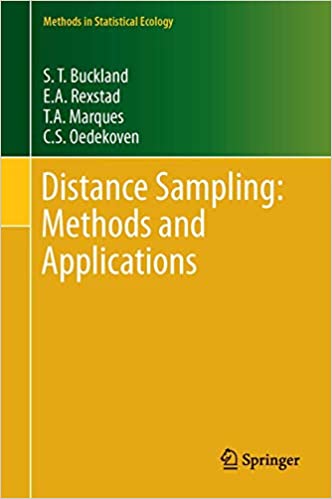 Methods in Statistical Ecology
S. T. Buckland
E.A. Rexstad
T.A. Marques
C.S. Oedekoven
Distance Sampling:
Methods and
Applications
Springer